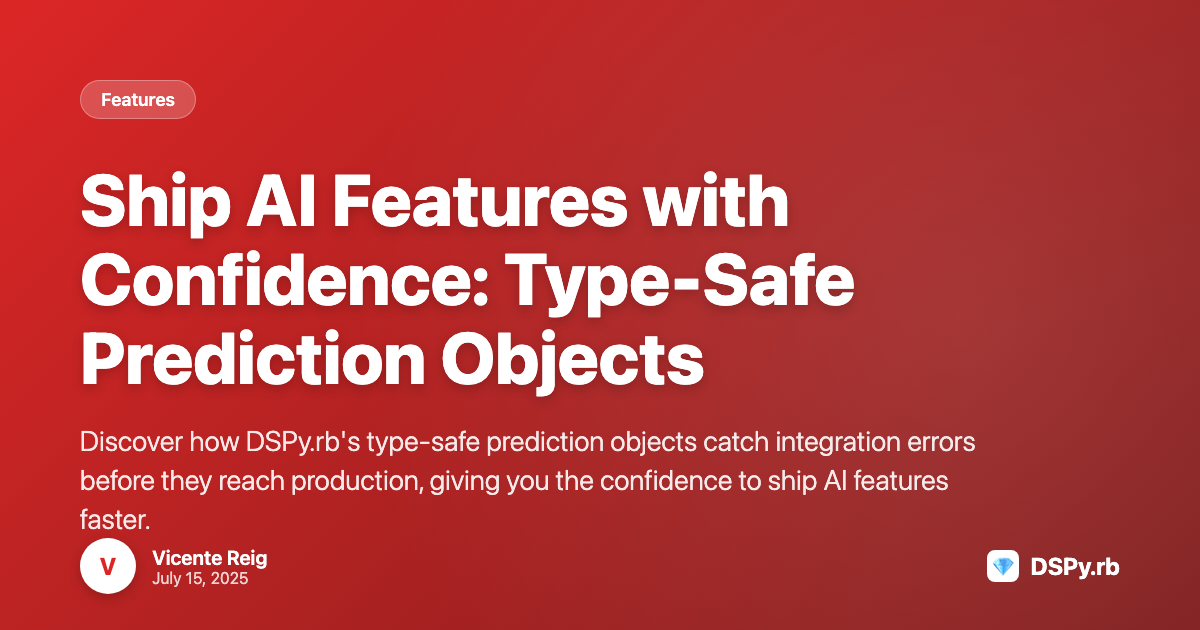 Features
Ship AI Features with
Confidence: Type-Safe
Prediction Objects
Discover how DSPy.rb's type-safe prediction objects catch integration errors
before they reach production, giving you the confidence to ship AI features
faster.
V
Vicente Reig
July 15, 2025
DSPy.rb